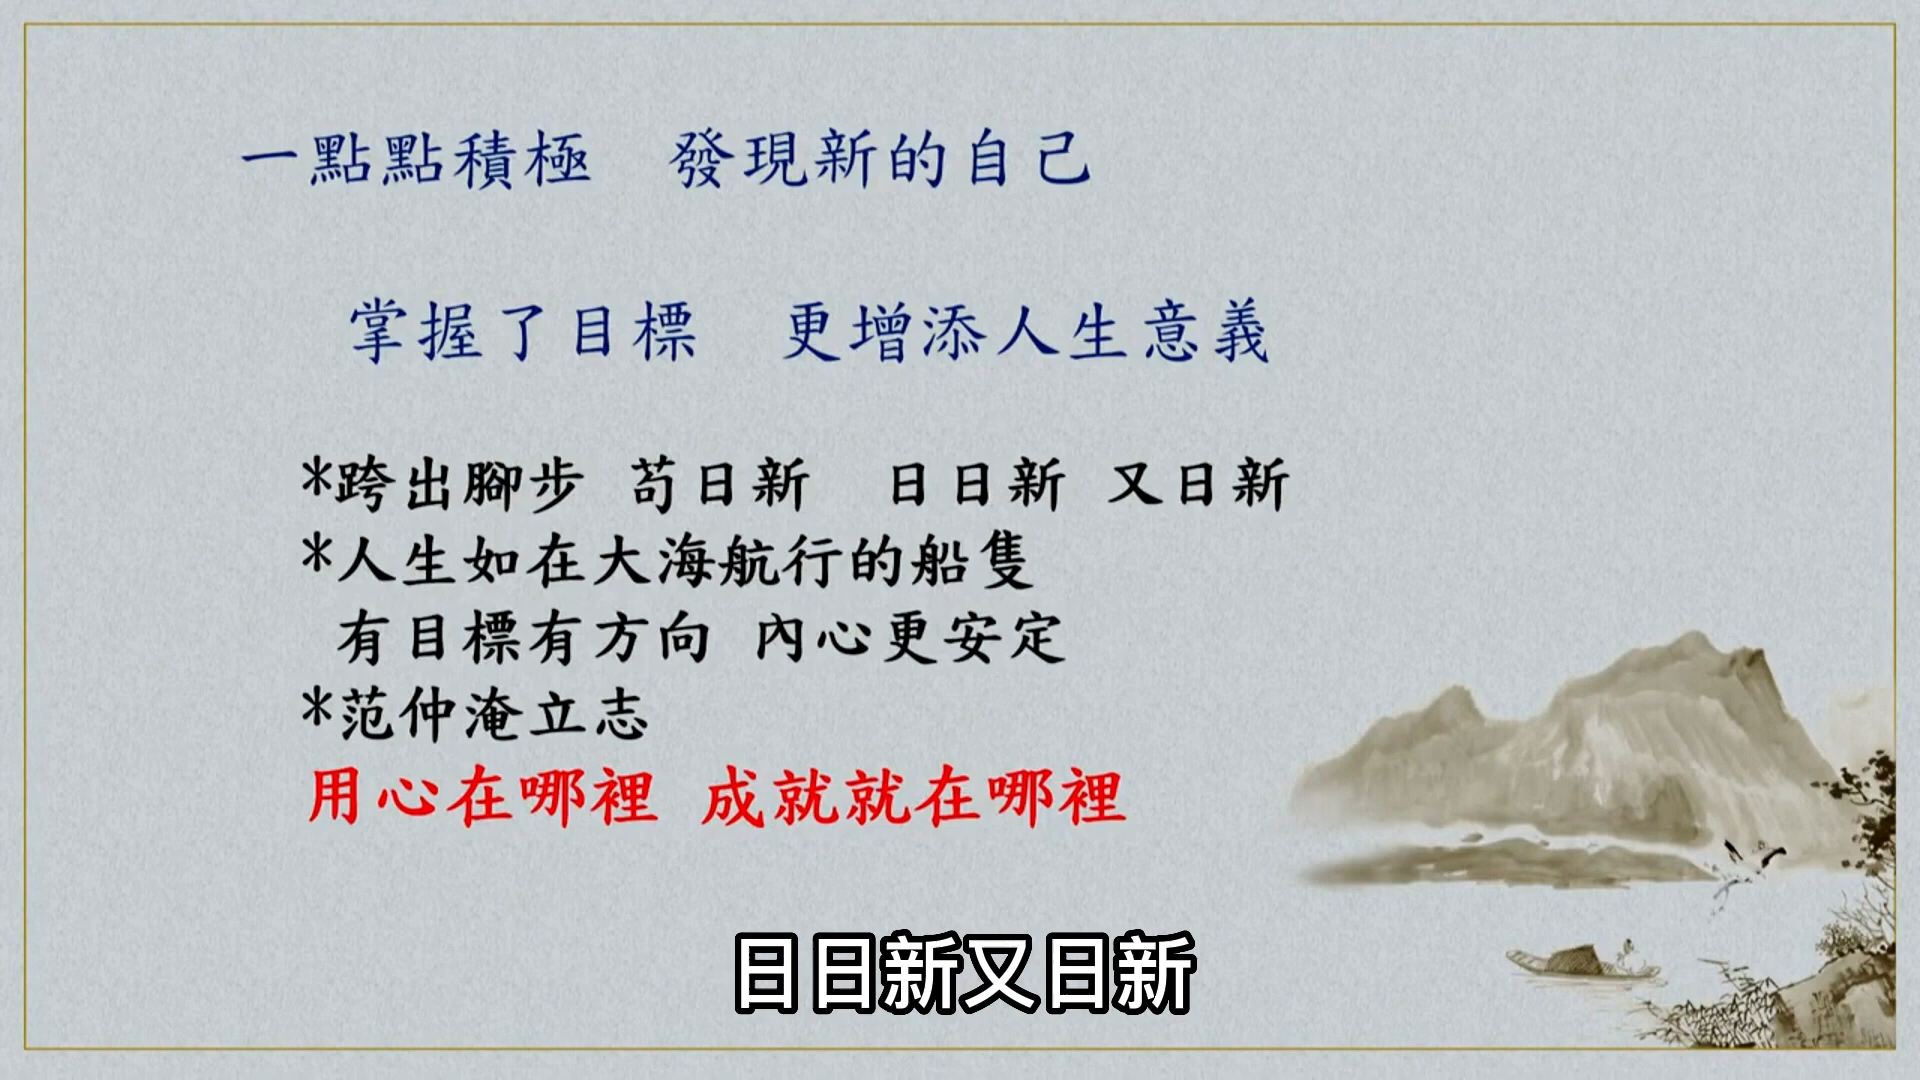 一點點積極　發現新的自己
掌握了目標　更增添人生意義
*跨出腳步 苟日新　日日新 又日新
*人生如在大海航行的船隻
有目標有方向 內心更安定
*范仲淹立志
用心在哪裡 成就就在哪裡
日日新又日新